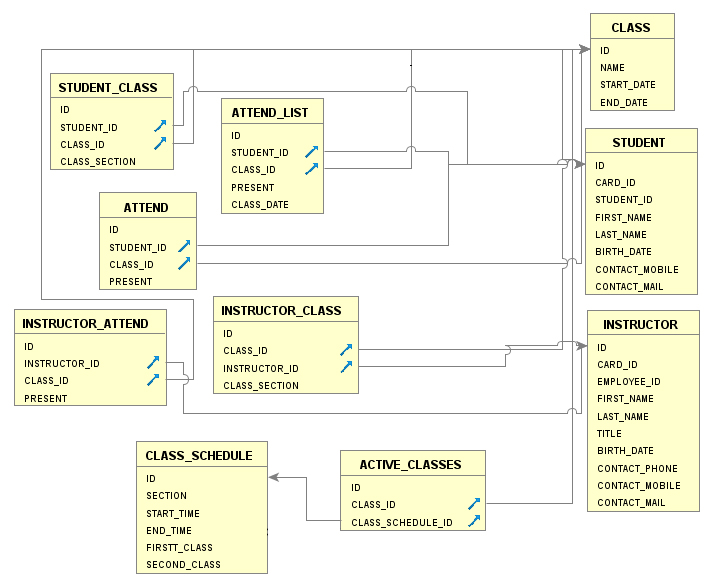 CLASS
ID
NAME
START_DATE
END_DATE
STUDENT_CLASS
ID
STUDENT_ID
CLASS_ID
CLASS_SECTION
ATTEND_LIST
ID
STUDENT_ID
CLASS_ID
PRESENT
CLASS_DATE
STUDENT
ID
CARD_ID
STUDENT_ID
FIRST_NAME
LAST_NAME
BIRTH_DATE
CONTACT_MOBILE
CONTACT_MAIL
ATTEND
ID
STUDENT_ID
CLASS_ID
PRESENT
INSTRUCTOR_ATTEND
ID
INSTRUCTOR_ID
CLASS_ID
PRESENT
INSTRUCTOR_CLASS
ID
CLASS_ID
INSTRUCTOR_ID
CLASS_SECTION
INSTRUCTOR
ID
CARD_ID
EMPLOYEE_ID
FIRST_NAME
LAST_NAME
TITLE
BIRTH_DATE
CONTACT_PHONE
CONTACT_MOBILE
CONTACT_MAIL
CLASS_SCHEDULE
ID
SECTION
START_TIME
END_TIME
FIRSTT_CLASS
SECOND_CLASS
ACTIVE_CLASSES
ID
CLASS_ID
CLASS_SCHEDULE_ID